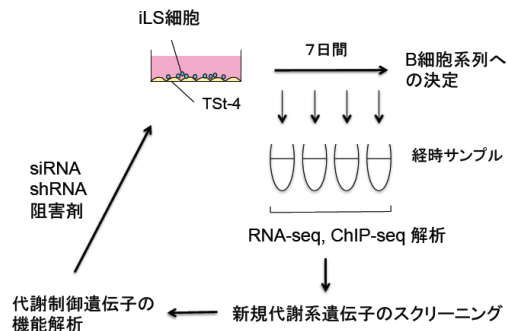 iLS細胞
TSt-4
7日間
B細胞系列へ
の決定
経時サンプル
RNA-seq, ChIP-seq 解析
新規代謝系遺伝子のスクリーニング
代謝制御遺伝子の
機能解析
siRNA
shRNA
阻害剤